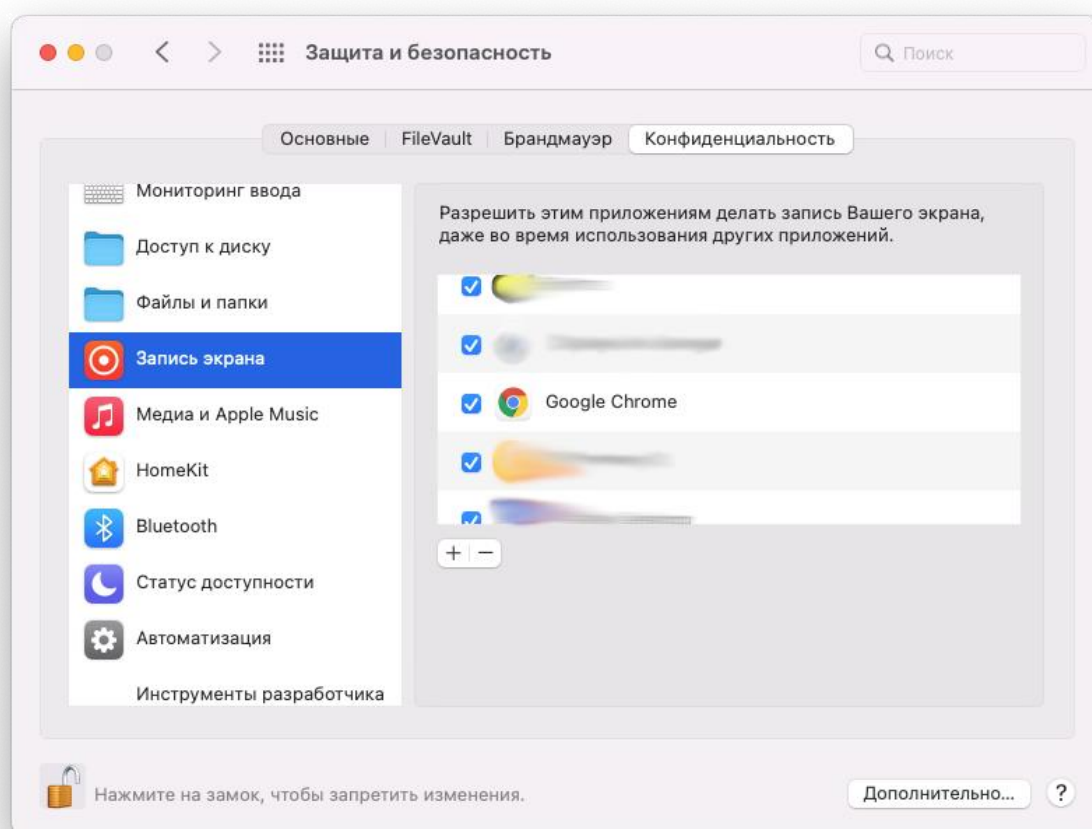 Защита и безопасность
Поиск
Основные
FileVault
Брандмауэр
Конфиденциальность
Мониторинг ввода
Доступ к диску
Файлы и папки
Запись экрана
Медиа и Apple Music
HomeKit
Bluetooth
Статус доступности
Автоматизация
Инструменты разработчика
Разрешить этим приложениям делать запись Вашего экрана,
даже во время использования других приложений.
Google Chrome
+ −
Нажмите на замок, чтобы запретить изменения.
Дополнительно...
?